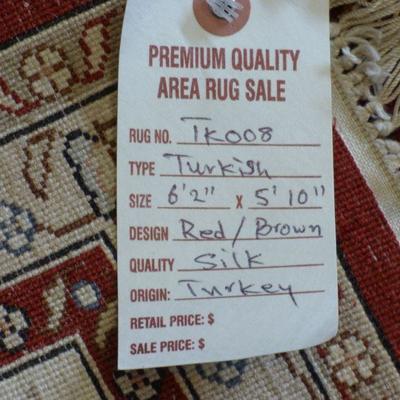 PREMIUM QUALITY
AREA RUG SALE
RUG NO. TK008
TYPE Turkish
SIZE 6'2" x 5'10"
DESIGN Red/Brown
QUALITY Silk
ORIGIN: Turkey
RETAIL PRICE: $
SALE PRICE: $